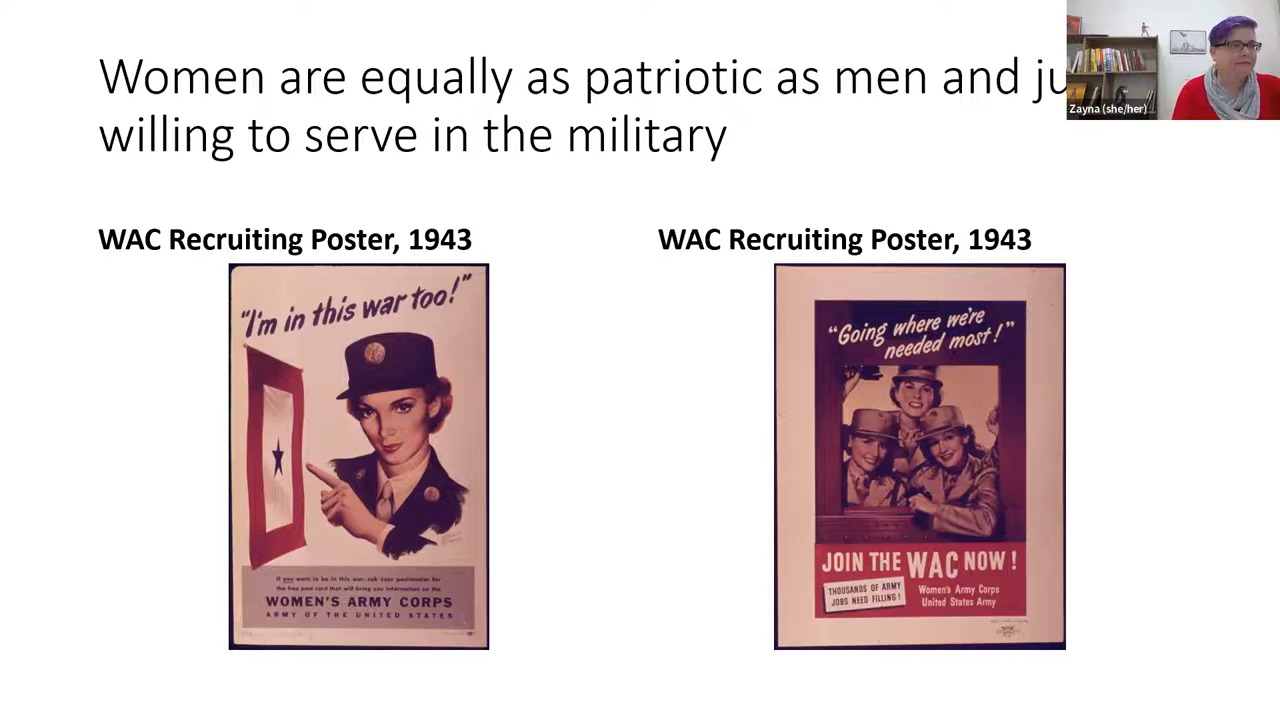 Women are equally as patriotic as men and ju
willing to serve in the military
Zayna (she/her)
WAC Recruiting Poster, 1943
"I'm in this war too!"
If you want to be in this war, ask your postmaster for
the free post card that will bring you information on the
WOMEN'S ARMY CORPS
ARMY OF THE UNITED STATES
WAC Recruiting Poster, 1943
"Going where we're
needed most!"
JOIN THE WAC NOW!
THOUSANDS OF ARMY
JOBS NEED FILLING!
Women's Army Corps
United States Army